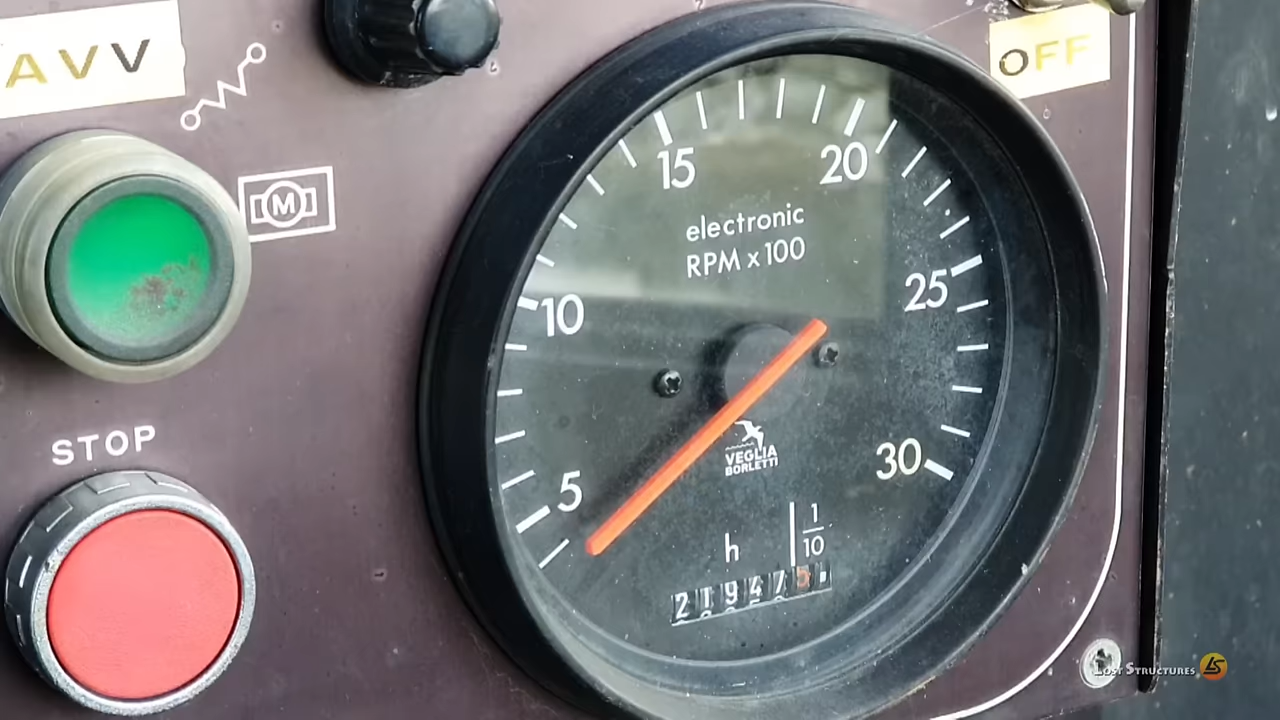 AVV
OFF
M
STOP
5
10
15
20
25
30
electronic
RPM x 100
VEGLIA
BORLETTI
h
1
10
219475
LOST STRUCTURES LS